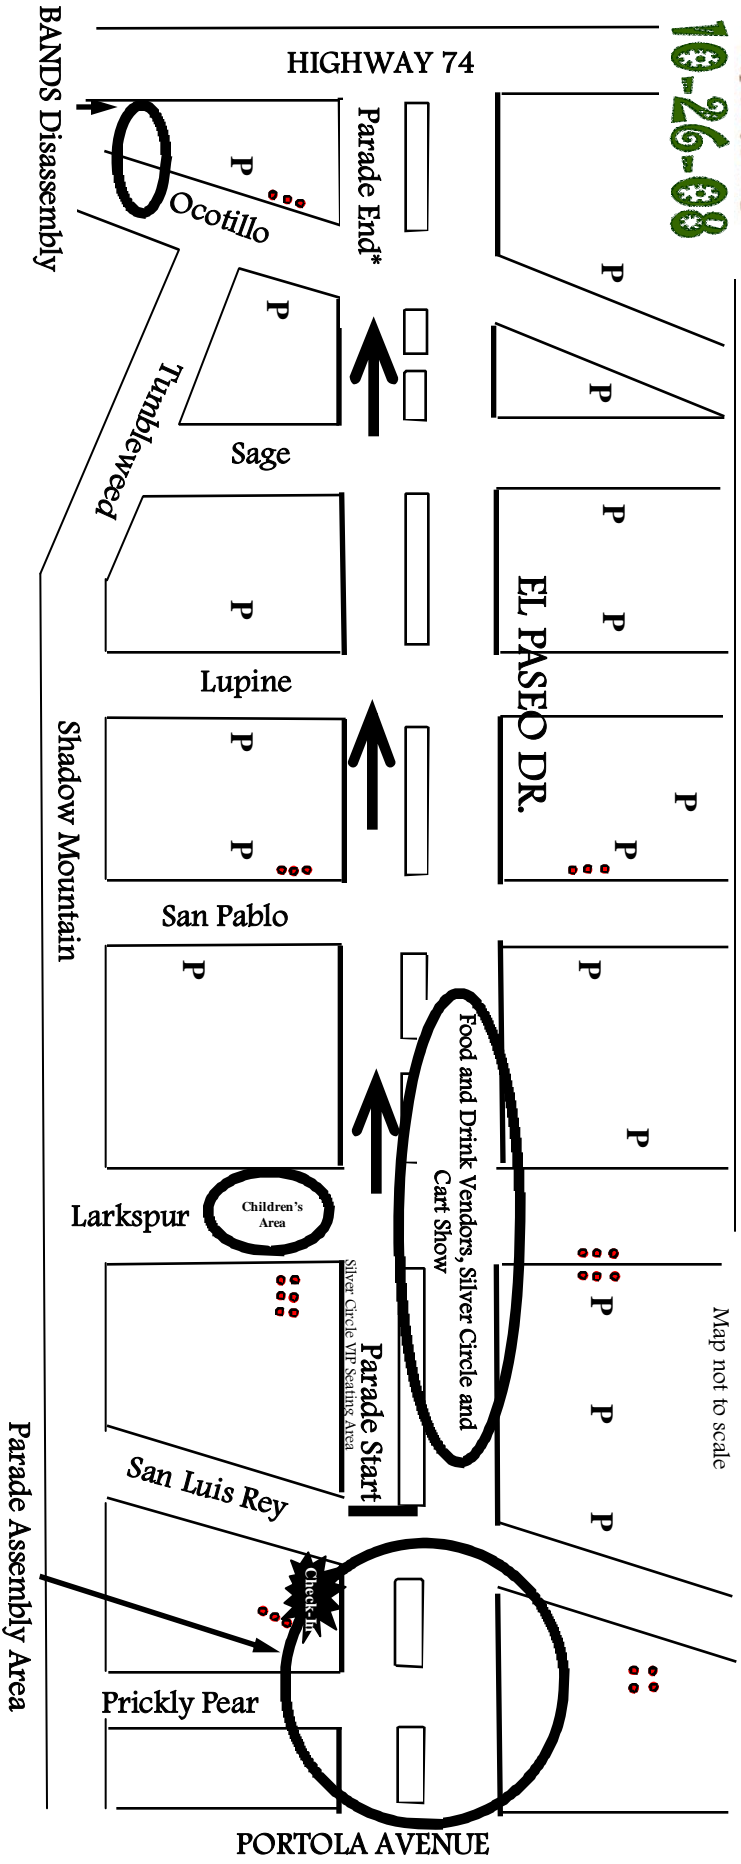 10-26-08
HIGHWAY 74
BANDS Disassembly
Parade End*
P
P
Ocotillo
P
P
Tumbleweed
Sage
P
EL PASEO DR.
P
P
P
Lupine
P
P
P
P
Shadow Mountain
San Pablo
P
P
P
Food and Drink Vendors, Silver Circle and
Cart Show
Larkspur
Children's
Area
Silver Circle VIP Seating Area
Parade Start
P
P
P
Map not to scale
San Luis Rey
Check-In
Parade Assembly Area
Prickly Pear
PORTOLA AVENUE